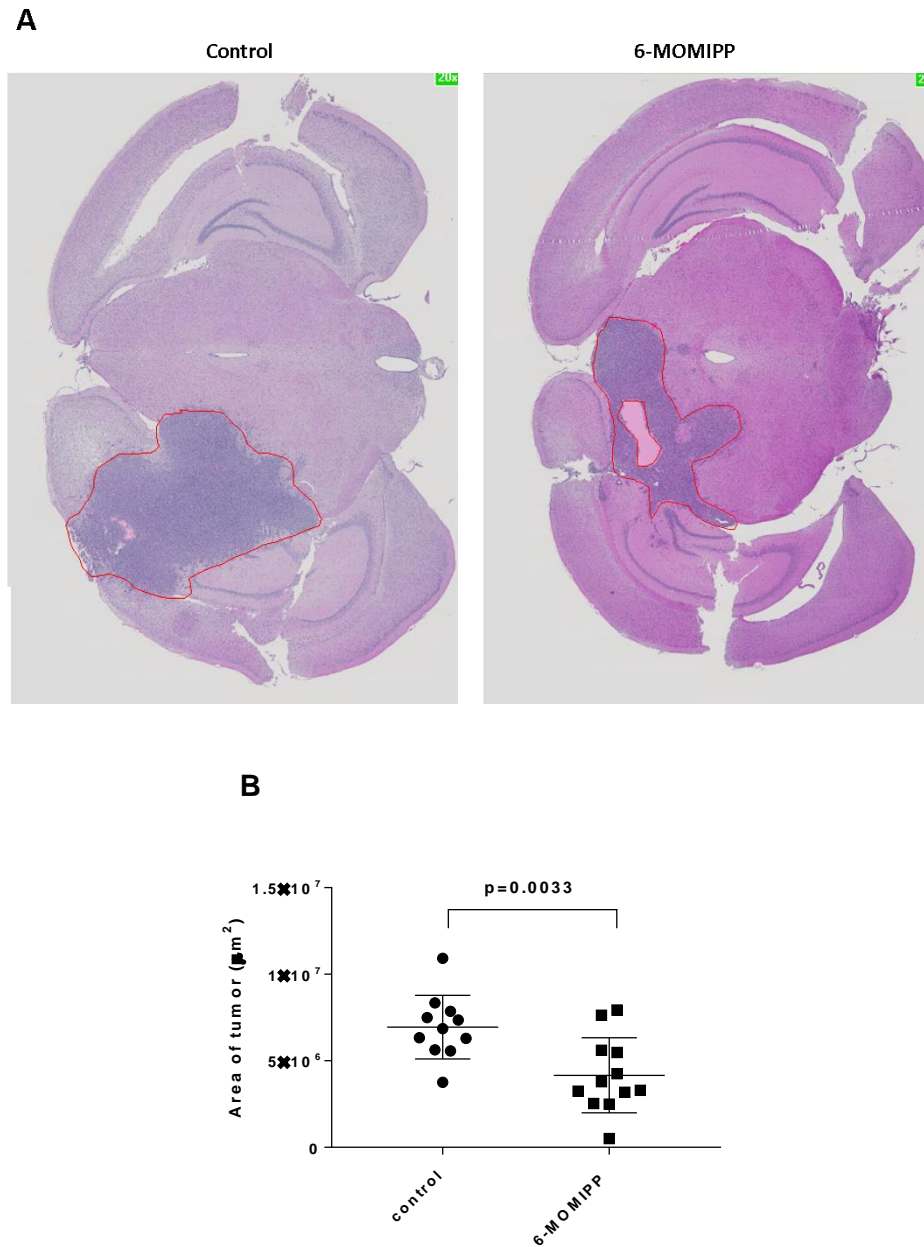 A
Control
6-MOMIPP
20x
2
B
p=0.0033
1.5✖10⁷
1✖10⁷
5✖10⁶
0
Area of tumor (μm²)
control
6-MOMIPP